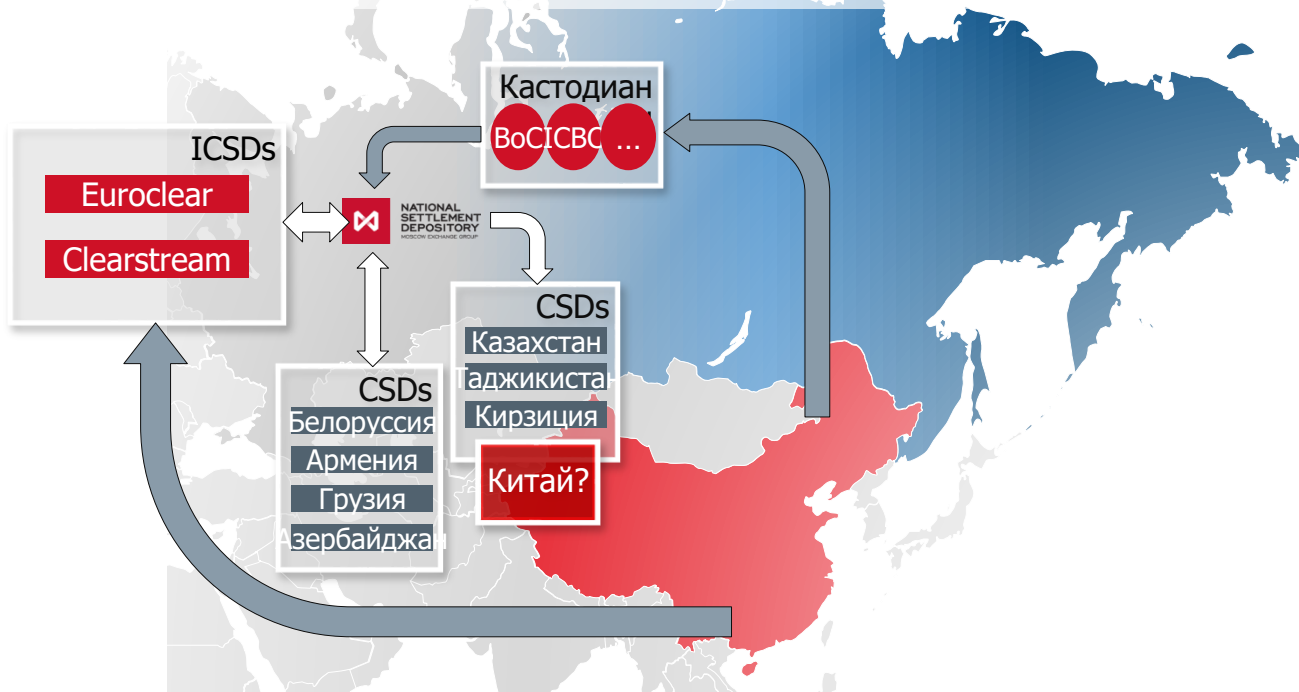 Кастодиан
BoC
ICBC
...
ICSDs
Euroclear
Clearstream
NATIONAL
SETTLEMENT
DEPOSITORY
MOSCOW EXCHANGE GROUP
CSDs
Казахстан
Таджикистан
Кирзиция
Китай?
CSDs
Белоруссия
Армения
Грузия
Азербайджан